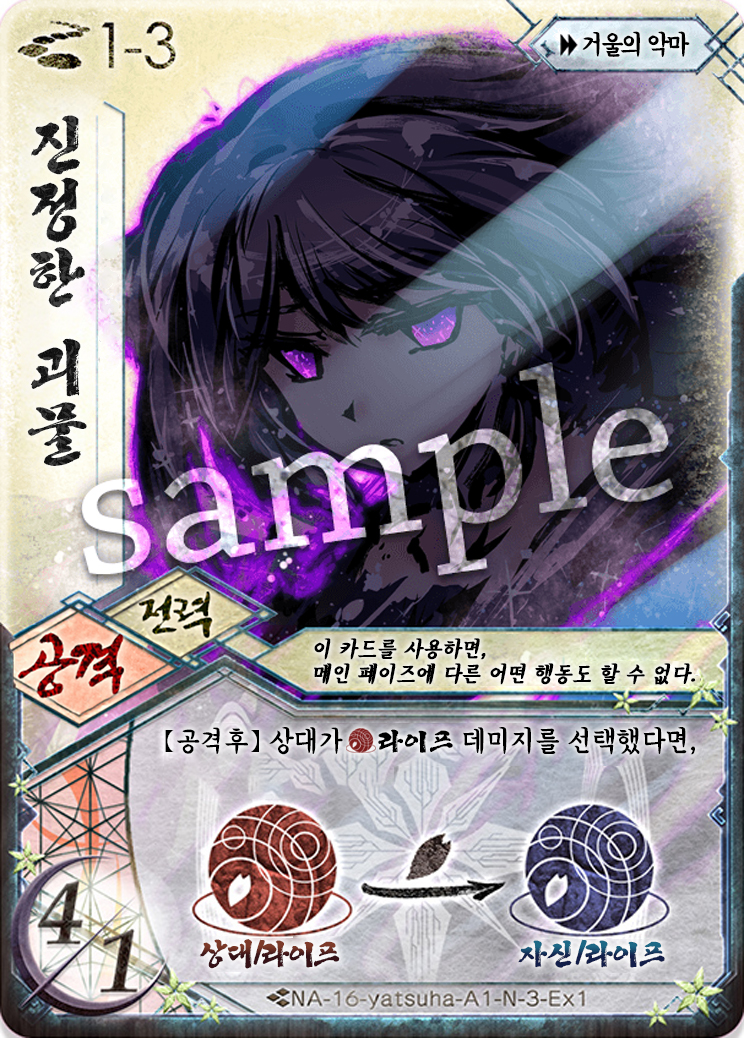 1-3
거울의 악마
진정한 괴물
sample
전력
공격
이 카드를 사용하면,
메인 페이즈에 다른 어떤 행동도 할 수 없다.
【공격후】 상대가 라이프 데미지를 선택했다면,
상대/라이프
자신/라이프
4/1
NA-16-yatsuha-A1-N-3-Ex1